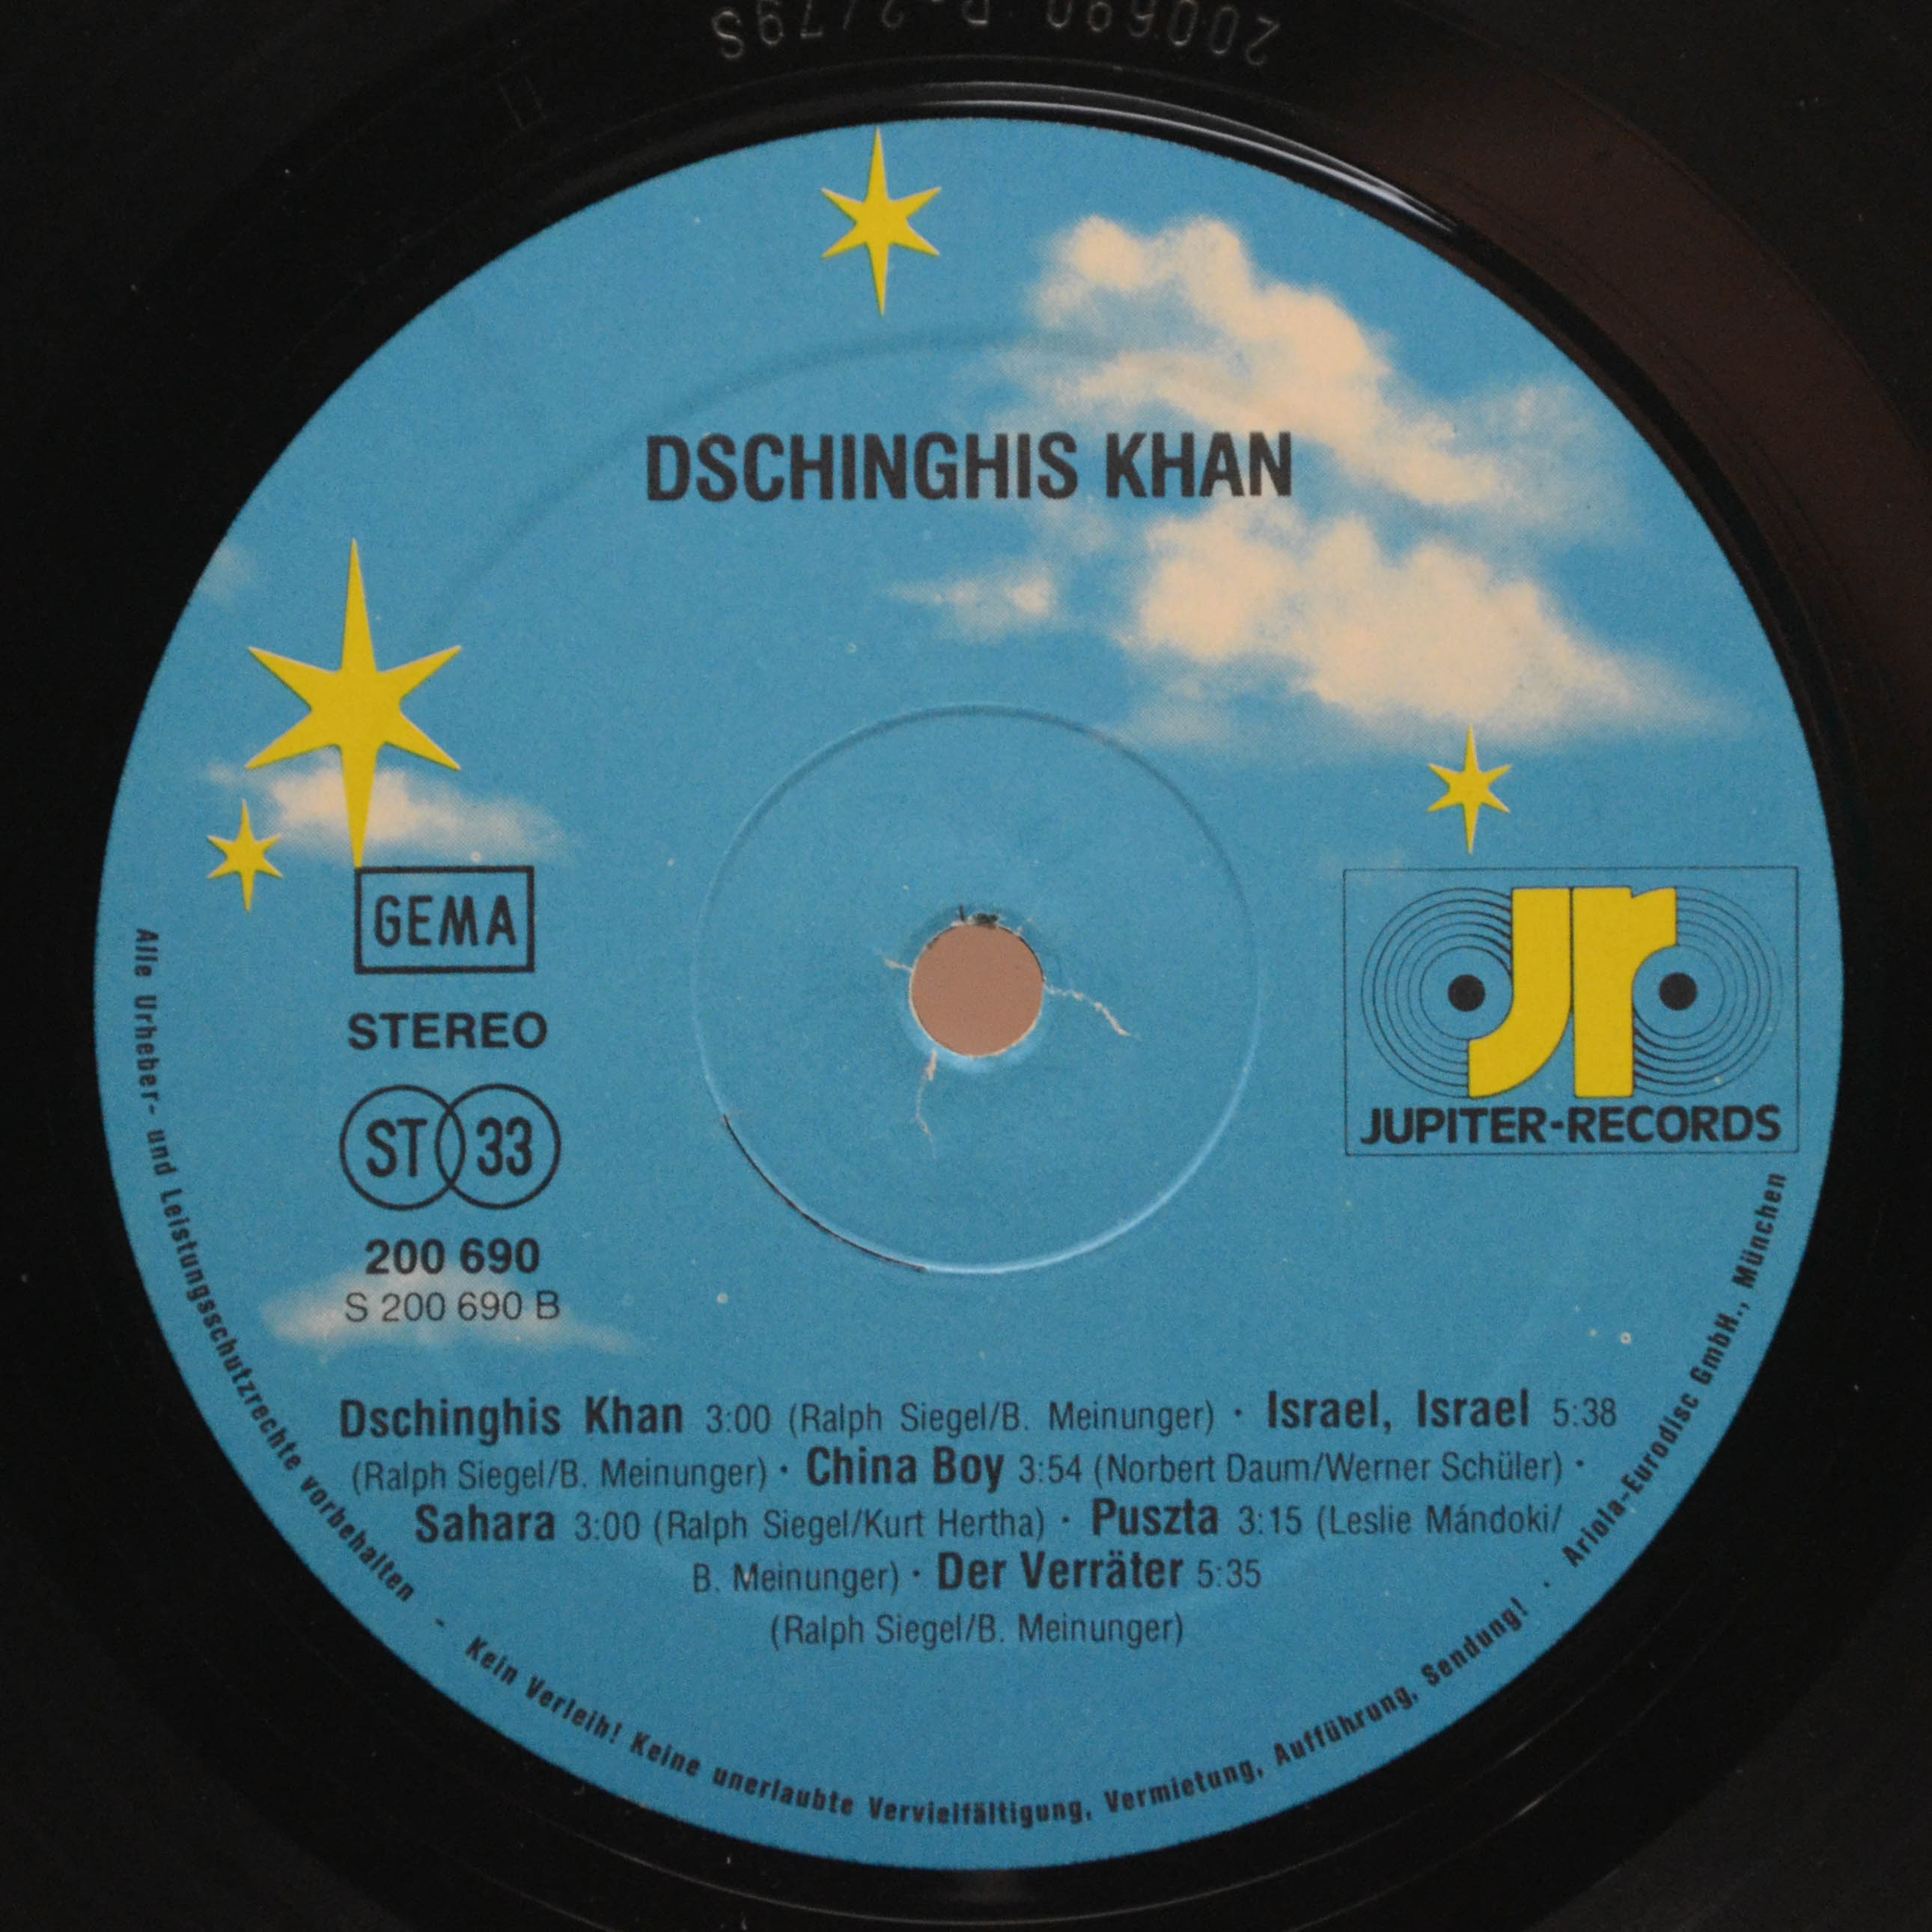 200690 B-2/79S
DSCHINGHIS KHAN
GEMA
STEREO
ST 33
200 690
S 200 690 B
jr
JUPITER-RECORDS
Dschinghis Khan 3:00 (Ralph Siegel/B. Meinunger) · Israel, Israel 5:38
(Ralph Siegel/B. Meinunger) · China Boy 3:54 (Norbert Daum/Werner Schüler) ·
Sahara 3:00 (Ralph Siegel/Kurt Hertha) · Puszta 3:15 (Leslie Mándoki/
B. Meinunger) · Der Verräter 5:35
(Ralph Siegel/B. Meinunger)
Alle Urheber- und Leistungsschutzrechte vorbehalten - Kein Verleih! Keine unerlaubte Vervielfältigung, Vermietung, Aufführung, Sendung! · Ariola-Eurodisc GmbH., München